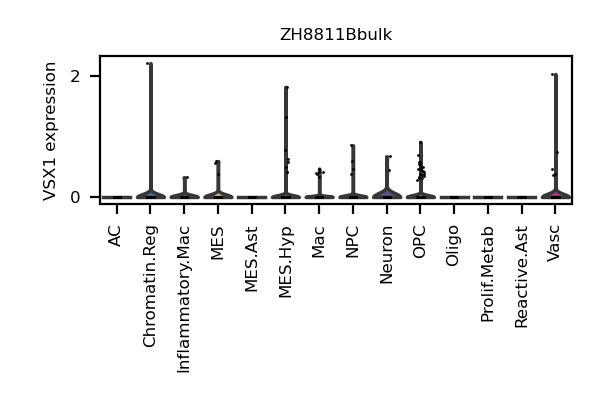 ZH8811Bbulk
VSX1 expression
2
0
AC
Chromatin.Reg
Inflammatory.Mac
MES
MES.Ast
MES.Hyp
Mac
NPC
Neuron
OPC
Oligo
Prolif.Metab
Reactive.Ast
Vasc